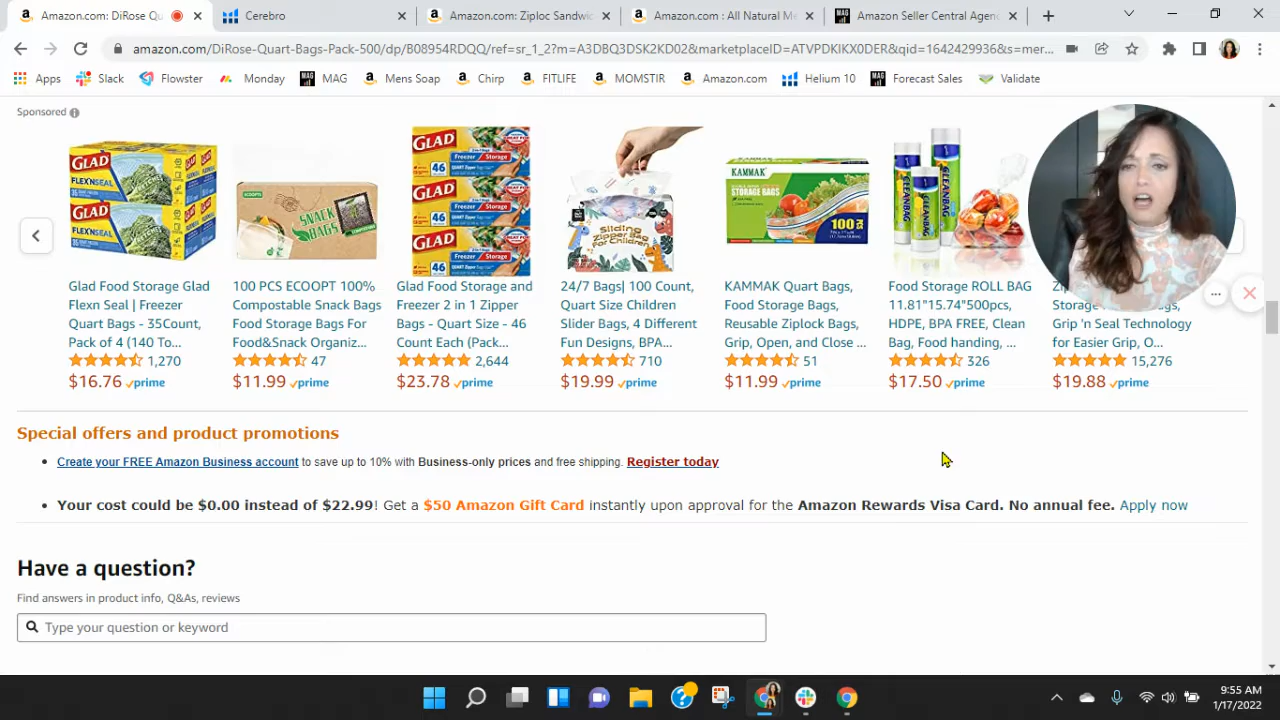 Amazon.com: DiRose Qu
Cerebro
Amazon.com: Ziploc Sandwic
Amazon.com : All Natural M
Amazon Seller Central Agen
amazon.com/DiRose-Quart-Bags-Pack-500/dp/B08954RDQQ/ref=sr_1_2?m=A3DBQ3DSK2KD02&marketplaceID=ATVPDKIKX0DER&qid=1642429936&s=mer...
Apps Slack Flowster Monday MAG Mens Soap Chirp FITLIFE MOMSTIR Amazon.com Helium 10 Forecast Sales Validate
Sponsored
Glad Food Storage Glad
Flexn Seal | Freezer
Quart Bags - 35Count,
Pack of 4 (140 To...
1,270
$16.76 prime
100 PCS ECOOPT 100%
Compostable Snack Bags
Food Storage Bags For
Food&Snack Organiz...
47
$11.99 prime
Glad Food Storage and
Freezer 2 in 1 Zipper
Bags - Quart Size - 46
Count Each (Pack...
2,644
$23.78 prime
24/7 Bags| 100 Count,
Quart Size Children
Slider Bags, 4 Different
Fun Designs, BPA...
710
$19.99 prime
KAMMAK Quart Bags,
Food Storage Bags,
Reusable Ziplock Bags,
Grip, Open, and Close ...
51
$11.99 prime
Food Storage ROLL BAG
11.81"15.74"500pcs,
HDPE, BPA FREE, Clean
Bag, Food handing, ...
326
$17.50 prime
Storage
Grip 'n Seal Technology
for Easier Grip, O...
15,276
$19.88 prime
Special offers and product promotions
Create your FREE Amazon Business account to save up to 10% with Business-only prices and free shipping. Register today
Your cost could be $0.00 instead of $22.99! Get a $50 Amazon Gift Card instantly upon approval for the Amazon Rewards Visa Card. No annual fee. Apply now
Have a question?
Find answers in product info, Q&As, reviews
Type your question or keyword
9:55 AM
1/17/2022